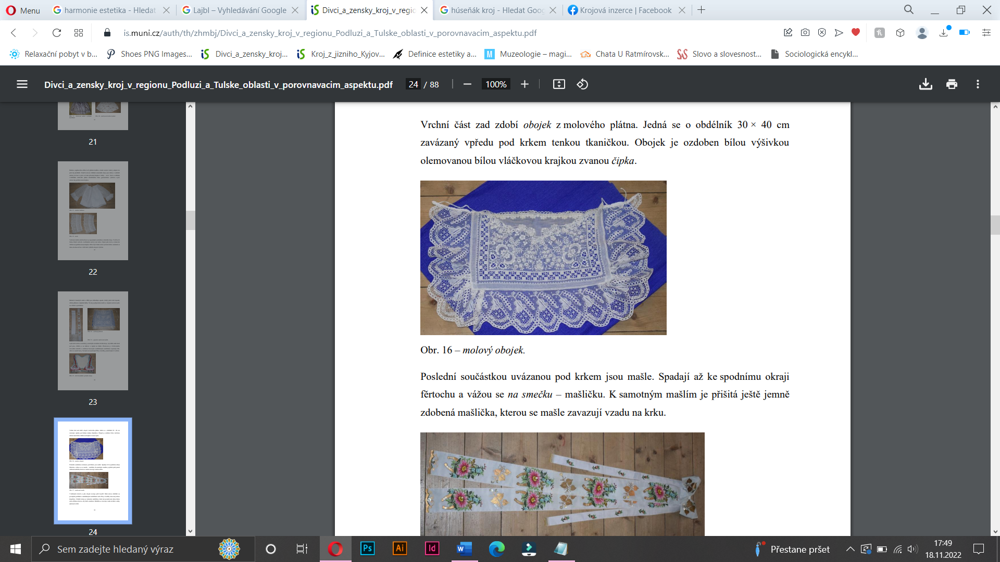 Menu
harmonie estetika - Hledat
Lajbl – Vyhledávání Google
Divci_a_zensky_kroj_v_regio
húseňák kroj - Hledat Goog
Krojová inzerce | Facebook
is.muni.cz/auth/th/zhmbj/Divci_a_zensky_kroj_v_regionu_Podluzi_a_Tulske_oblasti_v_porovnavacim_aspektu.pdf
Relaxační pobyt v b...
Shoes PNG Images...
Divci_a_zensky_kroj...
Kroj_z_jizniho_Kyjov...
Definice estetiky a...
Muzeologie – magi...
Chata U Ratmírovsk...
Slovo a slovesnost...
Sociologická encykl...
Divci_a_zensky_kroj_v_regionu_Podluzi_a_Tulske_oblasti_v_porovnavacim_aspektu.pdf
24 / 88
100%
21
22
23
24
Vrchní část zad zdobí obojek z molového plátna. Jedná se o obdélník 30 × 40 cm
zavázaný vpředu pod krkem tenkou tkaničkou. Obojek je ozdoben bílou výšivkou
olemovanou bílou vláčkovou krajkou zvanou čipka.
Obr. 16 – molový obojek.
Poslední součástkou uvázanou pod krkem jsou mašle. Spadají až ke spodnímu okraji
fěrtochu a vážou se na smečku – mašličku. K samotným mašlím je přišitá ještě jemně
zdobená mašlička, kterou se mašle zavazují vzadu na krku.
Sem zadejte hledaný výraz
Ps
Ai
Id
Přestane pršet
17:49
18.11.2022